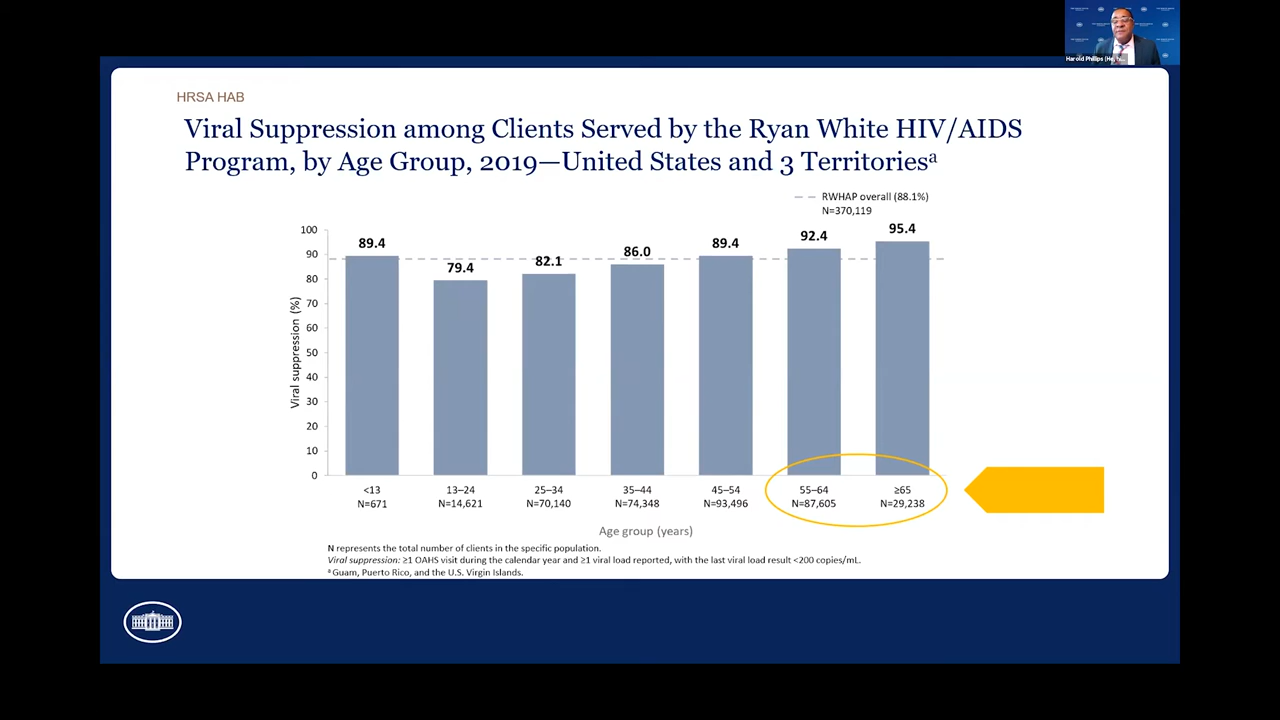 Harold Phillips (He,
HRSA HAB
Viral Suppression among Clients Served by the Ryan White HIV/AIDS
Program, by Age Group, 2019—United States and 3 Territoriesᵃ
RWHAP overall (88.1%)
N=370,119
100
90
80
70
60
50
40
30
20
10
0
Viral suppression (%)
89.4
79.4
82.1
86.0
89.4
92.4
95.4
<13
N=671
13–24
N=14,621
25–34
N=70,140
35–44
N=74,348
45–54
N=93,496
55–64
N=87,605
≥65
N=29,238
Age group (years)
N represents the total number of clients in the specific population.
Viral suppression: ≥1 OAHS visit during the calendar year and ≥1 viral load reported, with the last viral load result <200 copies/mL.
ᵃ Guam, Puerto Rico, and the U.S. Virgin Islands.